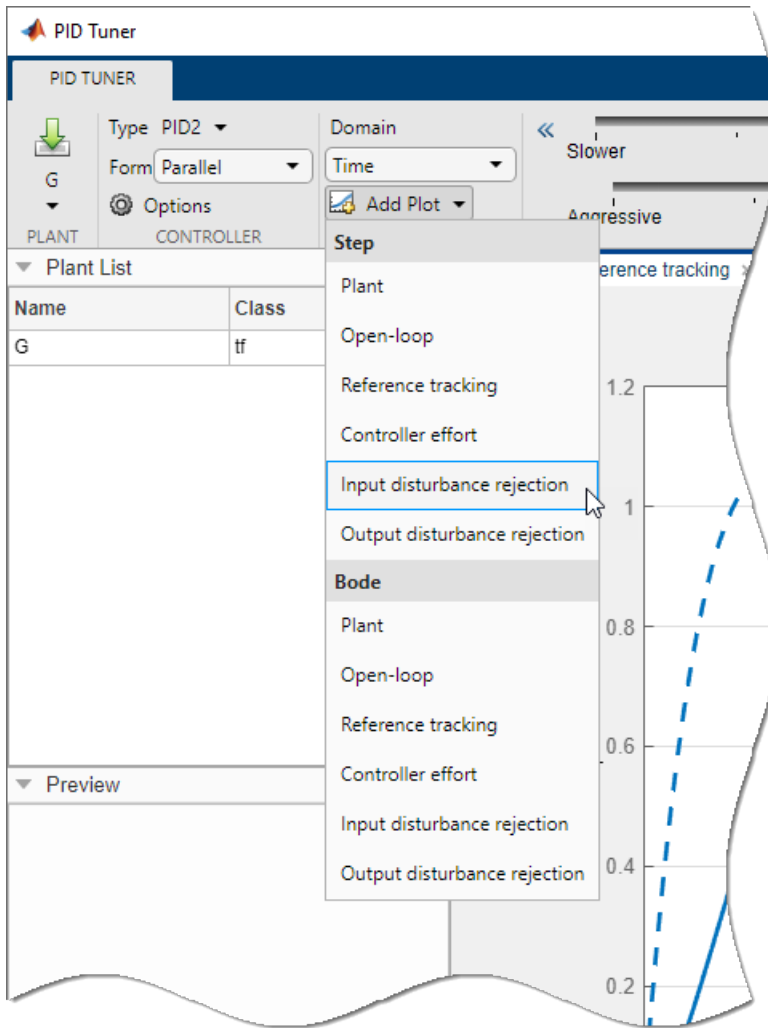 PID Tuner
PID TUNER
Type PID2
Domain
Slower
Form Parallel
Time
G
Options
Add Plot
Aggressive
PLANT
CONTROLLER
Step
Plant List
erence tracking
Name Class
Plant
G tf
Open-loop
Reference tracking
1.2
Controller effort
Input disturbance rejection
1
Output disturbance rejection
Bode
Plant
0.8
Open-loop
Reference tracking
0.6
Preview
Controller effort
Input disturbance rejection
Output disturbance rejection
0.4
0.2